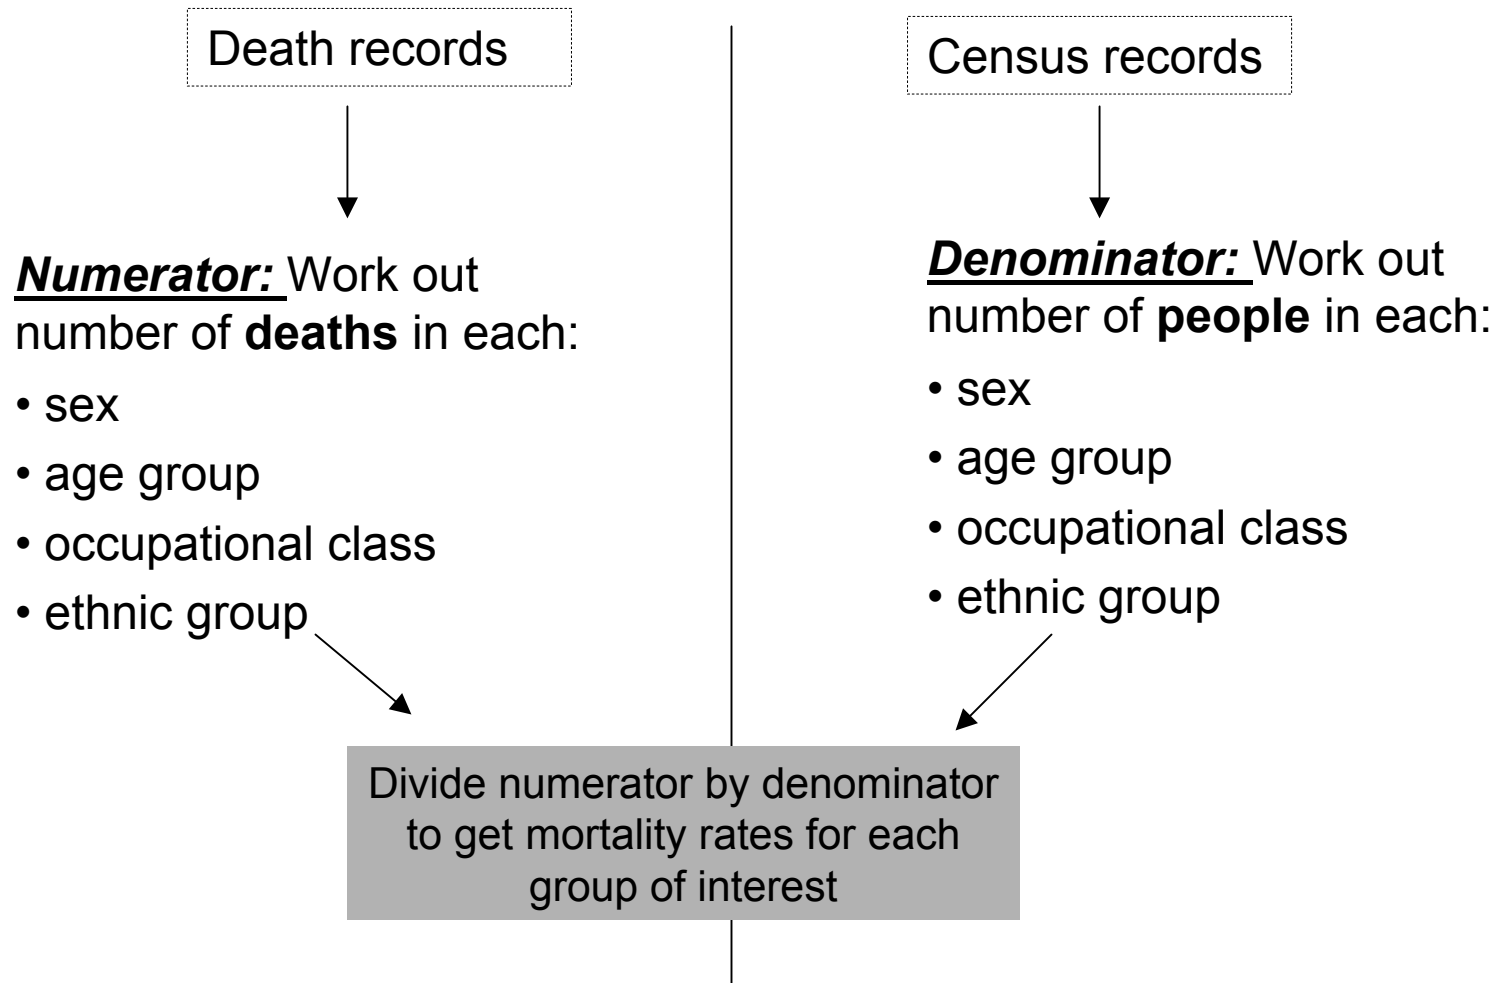 Death records
Numerator: Work out
number of deaths in each:
• sex
• age group
• occupational class
• ethnic group
Census records
Denominator: Work out
number of people in each:
• sex
• age group
• occupational class
• ethnic group
Divide numerator by denominator
to get mortality rates for each
group of interest